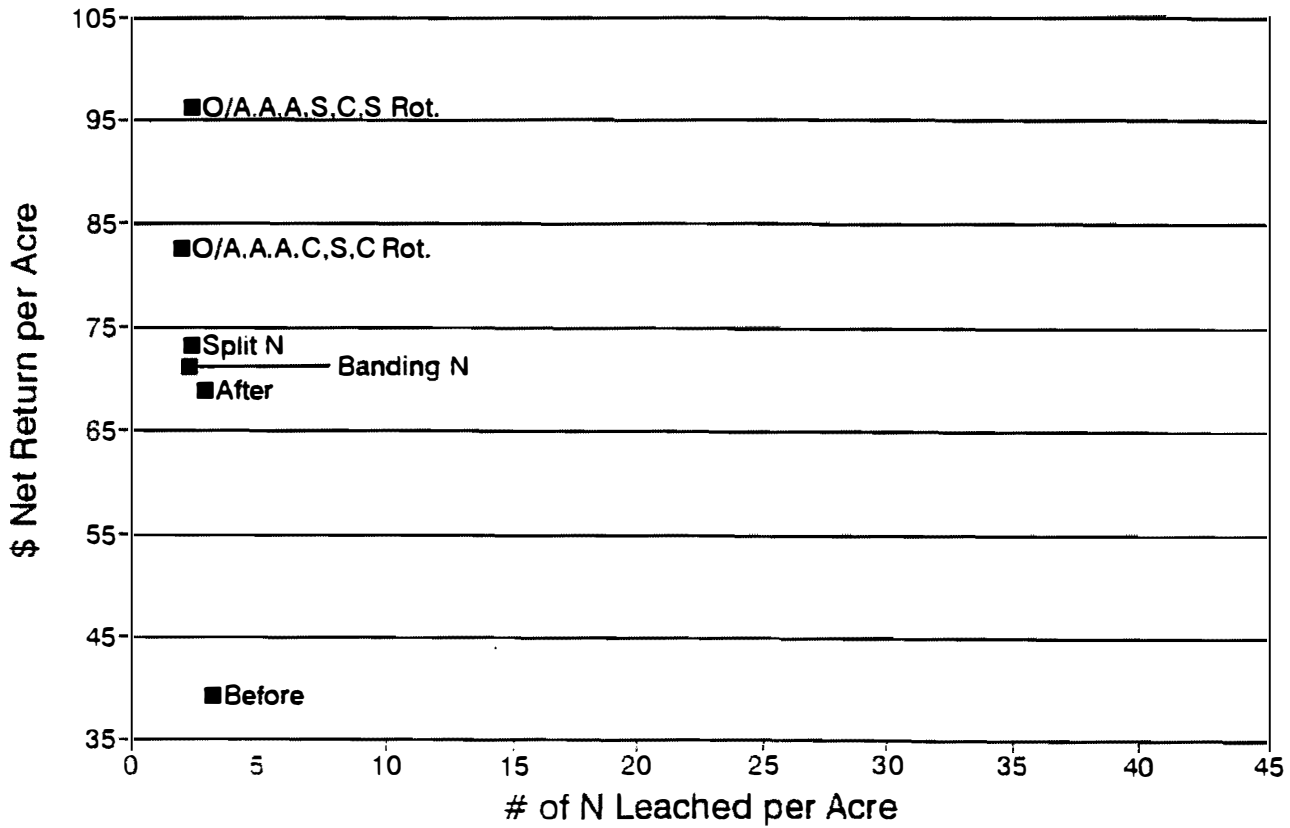 $ Net Return per Acre
105
95
85
75
65
55
45
35
O/A.A,A,S,C,S Rot.
O/A.A.A.C,S,C Rot.
Split N
Banding N
After
Before
0 5 10 15 20 25 30 35 40 45
# of N Leached per Acre